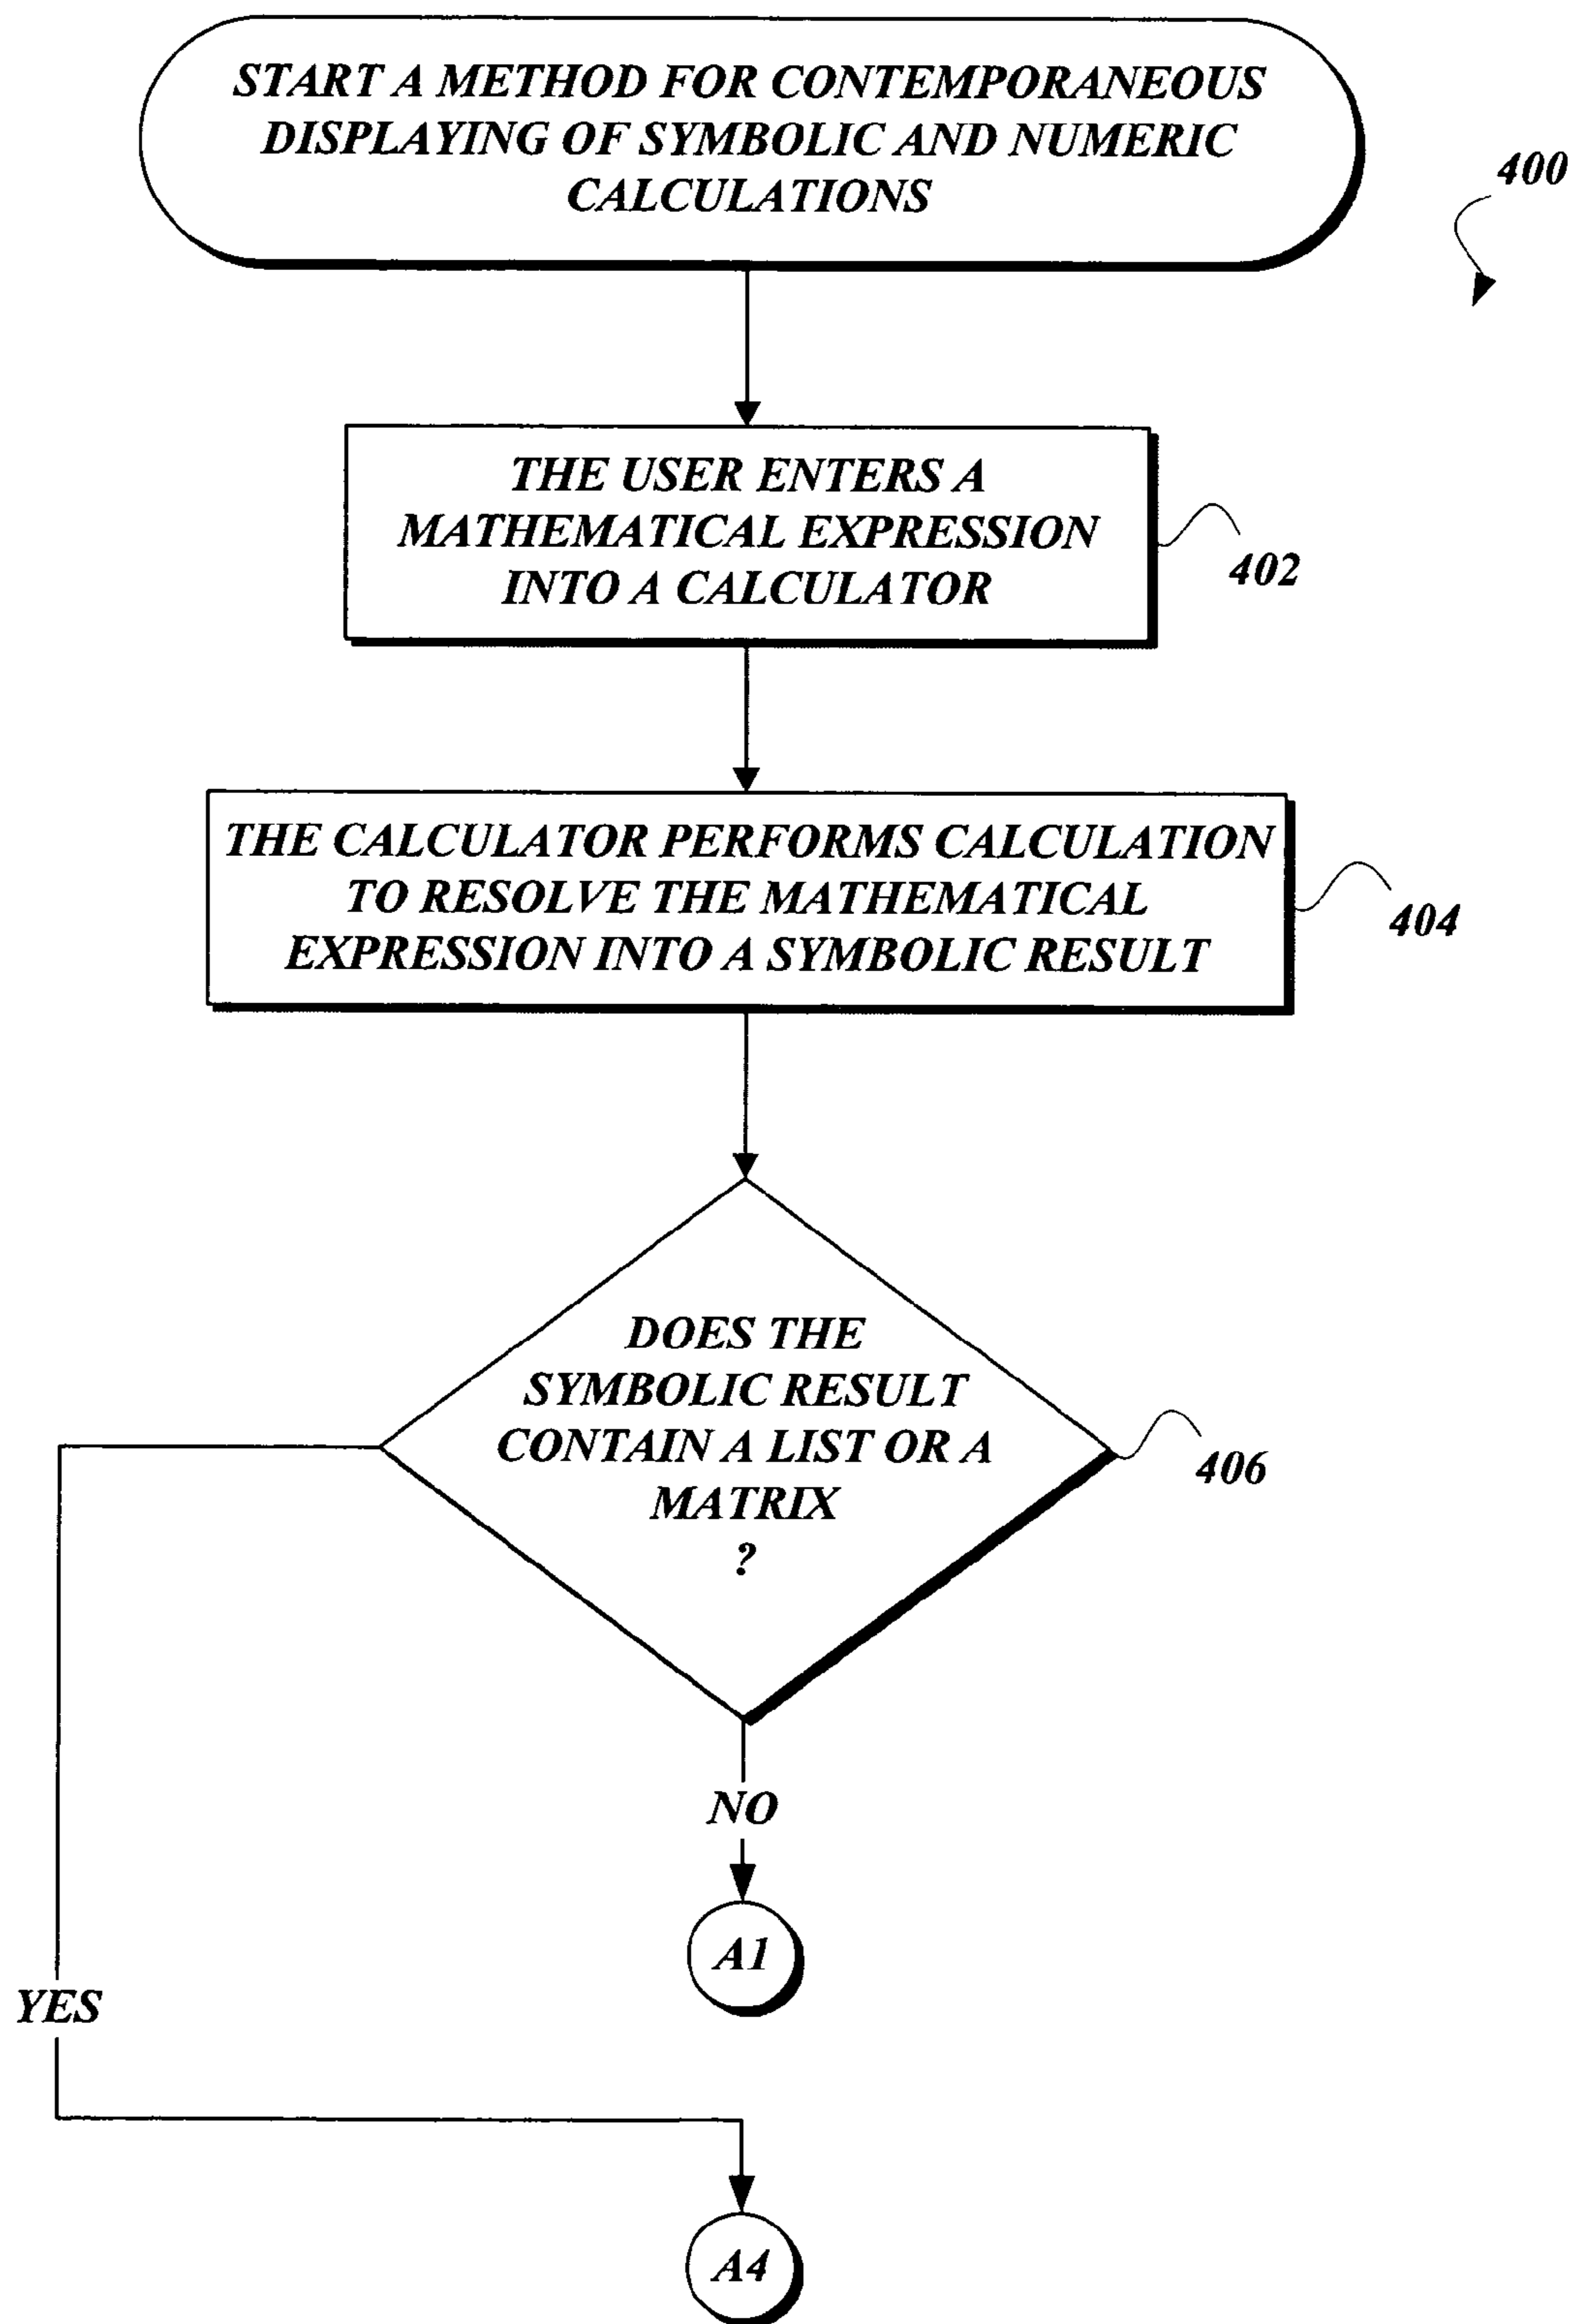 START A METHOD FOR CONTEMPORANEOUS
DISPLAYING OF SYMBOLIC AND NUMERIC
CALCULATIONS
400
THE USER ENTERS A
MATHEMATICAL EXPRESSION
INTO A CALCULATOR
402
THE CALCULATOR PERFORMS CALCULATION
TO RESOLVE THE MATHEMATICAL
EXPRESSION INTO A SYMBOLIC RESULT
404
DOES THE
SYMBOLIC RESULT
CONTAIN A LIST OR A
MATRIX
?
406
NO
A1
YES
A4